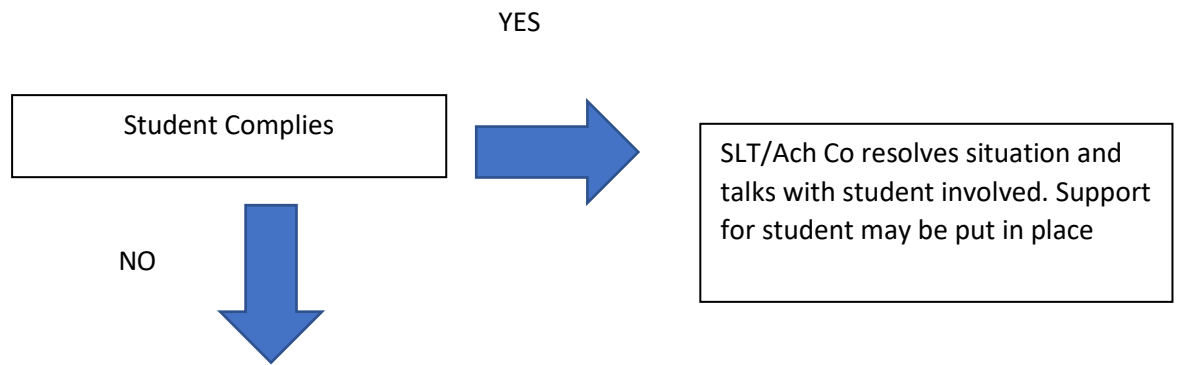 YES
Student Complies
SLT/Ach Co resolves situation and
talks with student involved. Support
for student may be put in place
NO